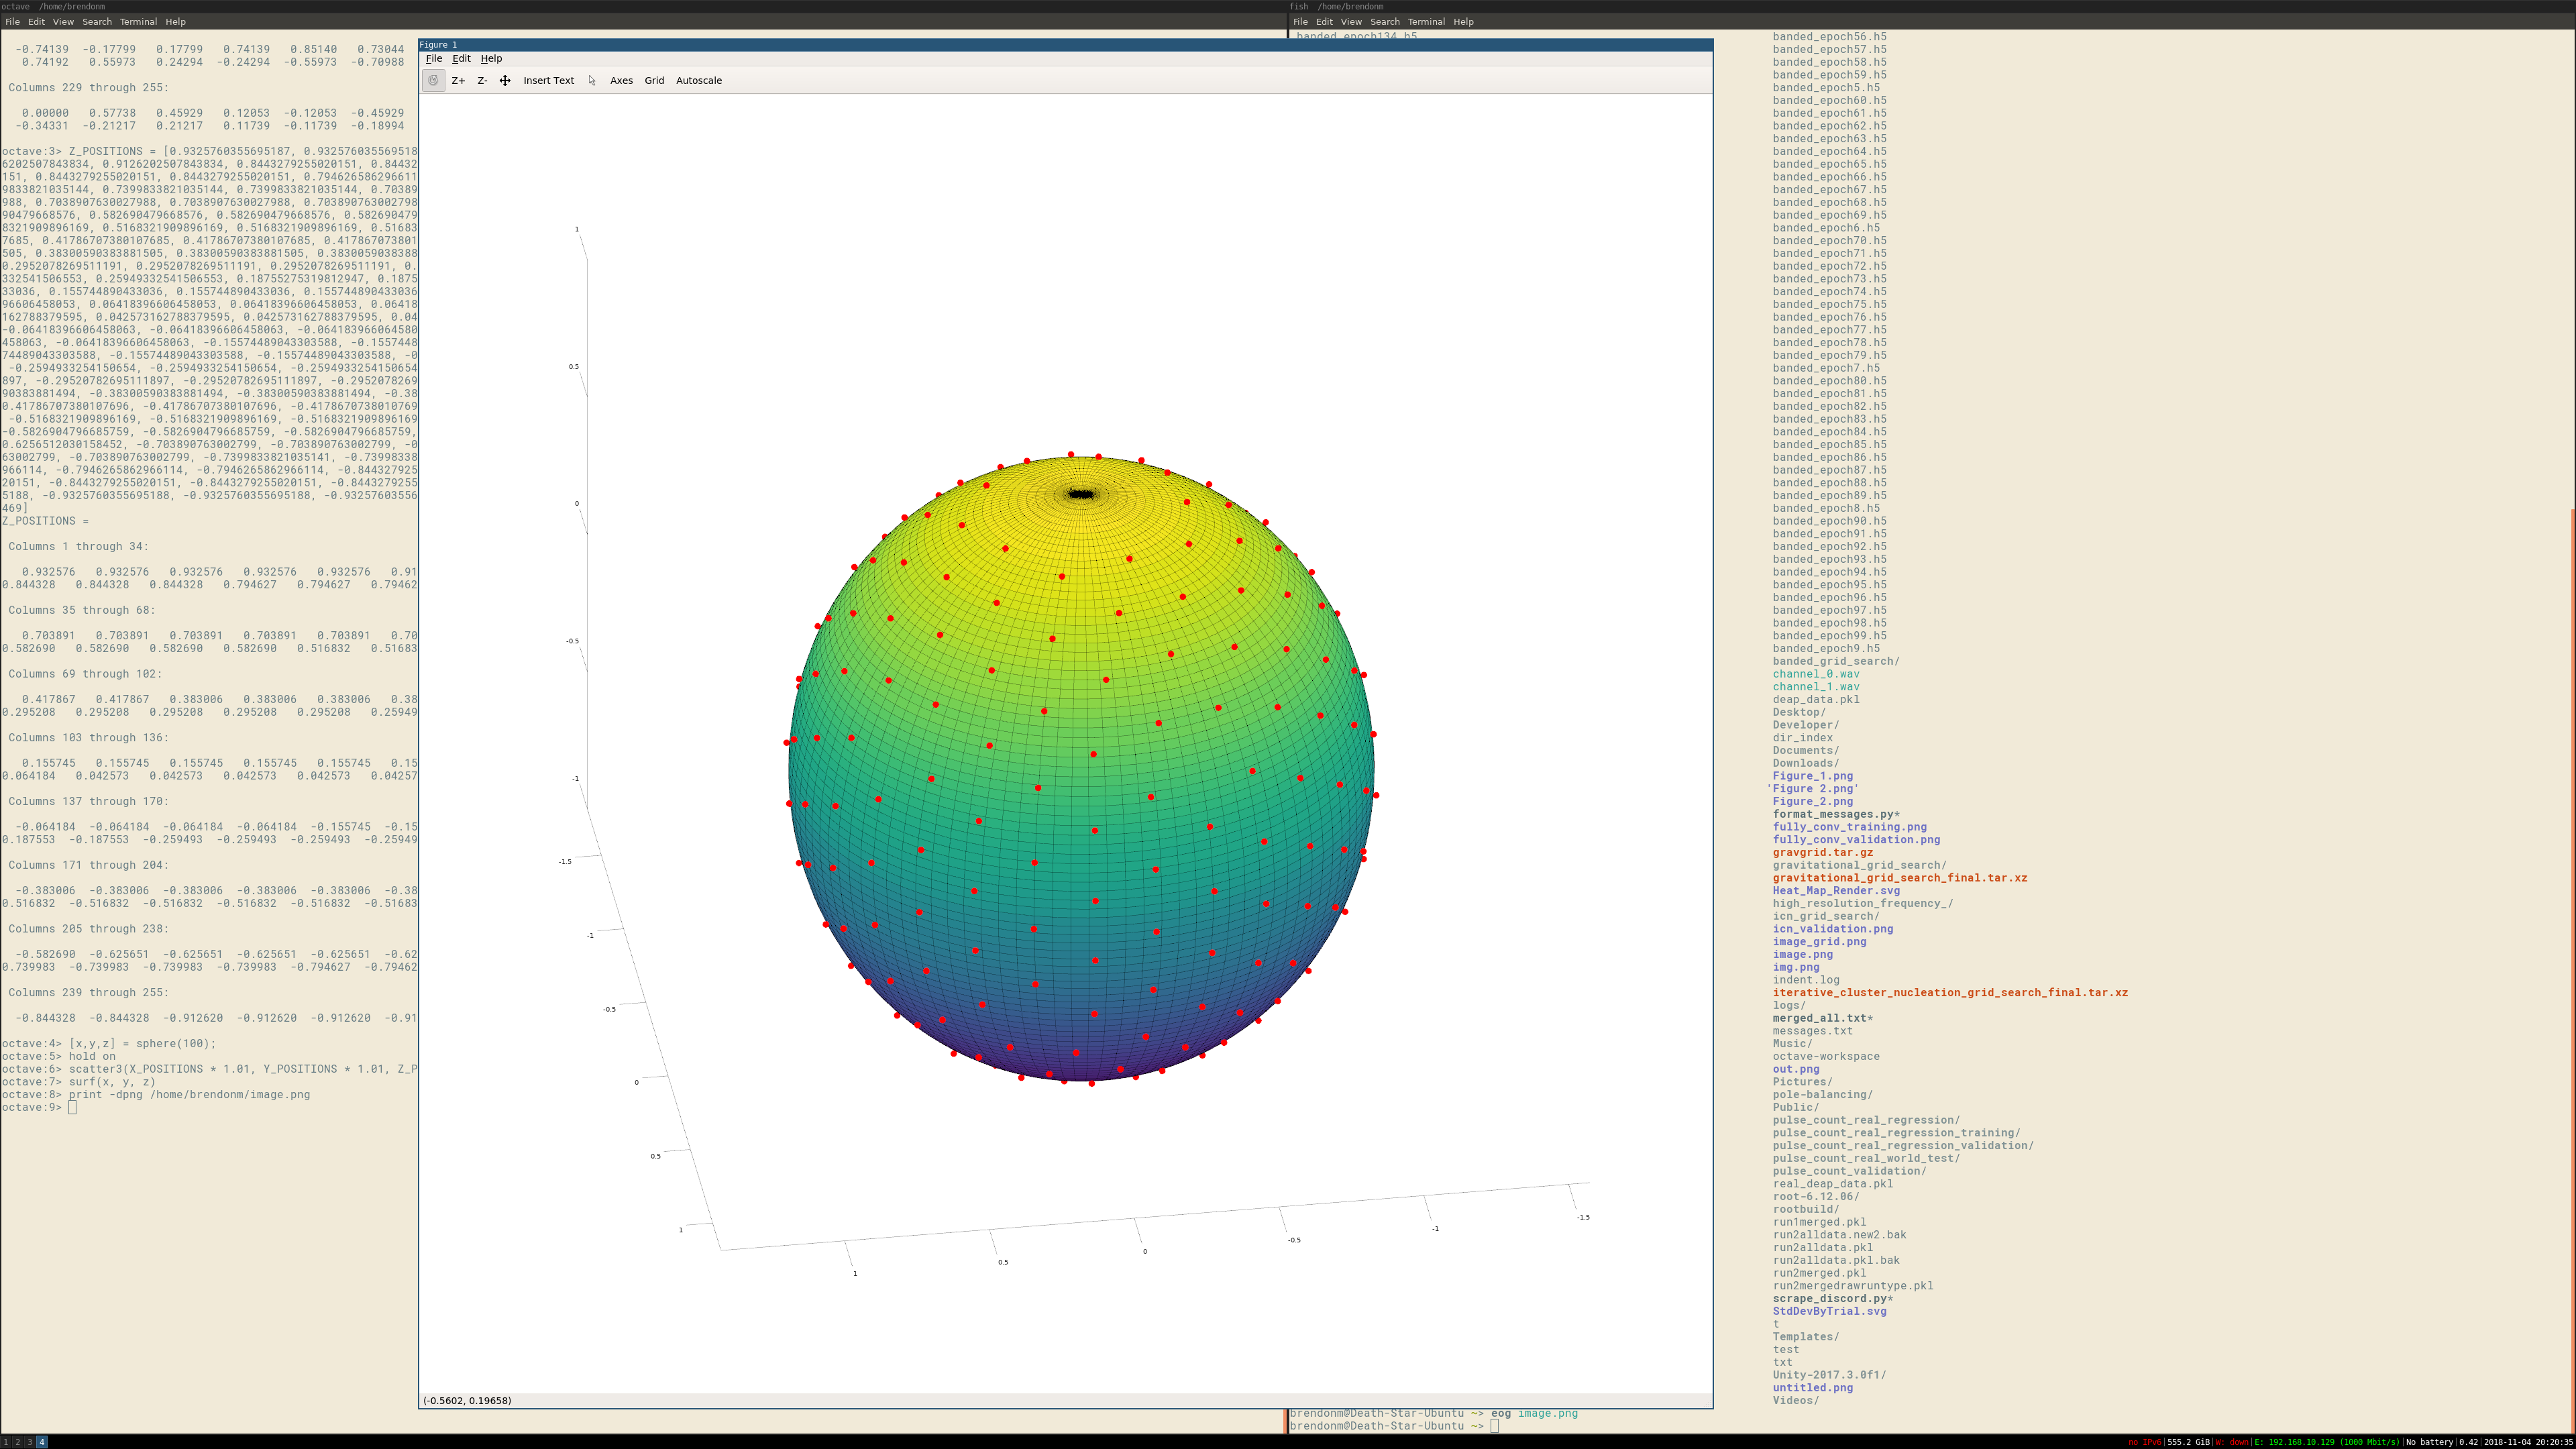 octave  /home/brendonm
File Edit View Search Terminal Help
-0.74139 -0.17799 0.17799 0.74139 0.85140 0.73044
0.74192 0.55973 0.24294 -0.24294 -0.55973 -0.70988
Columns 229 through 255:
0.00000 0.57738 0.45929 0.12053 -0.12053 -0.45929
-0.34331 -0.21217 0.21217 0.11739 -0.11739 -0.18994
octave:3> Z_POSITIONS = [0.9325760355695187, 0.932576035569518
6202507843834, 0.9126202507843834, 0.8443279255020151, 0.84432
151, 0.8443279255020151, 0.8443279255020151, 0.794626586296611
9833821035144, 0.7399833821035144, 0.7399833821035144, 0.70389
988, 0.7038907630027988, 0.7038907630027988, 0.703890763002798
90479668576, 0.582690479668576, 0.582690479668576, 0.582690479
8321909896169, 0.5168321909896169, 0.5168321909896169, 0.51683
7685, 0.41786707380107685, 0.41786707380107685, 0.417867073801
505, 0.38300590383881505, 0.38300590383881505, 0.3830059038388
0.2952078269511191, 0.2952078269511191, 0.2952078269511191, 0.
332541506553, 0.25949332541506553, 0.18755275319812947, 0.1875
33036, 0.155744890433036, 0.155744890433036, 0.155744890433036
96606458053, 0.06418396606458053, 0.06418396606458053, 0.06418
162788379595, 0.042573162788379595, 0.042573162788379595, 0.04
-0.06418396606458063, -0.06418396606458063, -0.064183966064580
458063, -0.06418396606458063, -0.15574489043303588, -0.1557448
74489043303588, -0.15574489043303588, -0.15574489043303588, -0
-0.2594933254150654, -0.2594933254150654, -0.2594933254150654
897, -0.29520782695111897, -0.29520782695111897, -0.2952078269
90383881494, -0.38300590383881494, -0.38300590383881494, -0.38
0.41786707380107696, -0.41786707380107696, -0.4178670738010769
-0.5168321909896169, -0.5168321909896169, -0.5168321909896169
-0.5826904796685759, -0.5826904796685759, -0.5826904796685759,
0.6256512030158452, -0.703890763002799, -0.703890763002799, -0
63002799, -0.703890763002799, -0.7399833821035141, -0.73998338
966114, -0.7946265862966114, -0.7946265862966114, -0.844327925
20151, -0.8443279255020151, -0.8443279255020151, -0.8443279255
5188, -0.9325760355695188, -0.9325760355695188, -0.93257603556
469]
Z_POSITIONS =
Columns 1 through 34:
0.932576 0.932576 0.932576 0.932576 0.932576 0.91
0.844328 0.844328 0.844328 0.794627 0.794627 0.79462
Columns 35 through 68:
0.703891 0.703891 0.703891 0.703891 0.703891 0.70
0.582690 0.582690 0.582690 0.582690 0.516832 0.51683
Columns 69 through 102:
0.417867 0.417867 0.383006 0.383006 0.383006 0.38
0.295208 0.295208 0.295208 0.295208 0.295208 0.25949
Columns 103 through 136:
0.155745 0.155745 0.155745 0.155745 0.155745 0.15
0.064184 0.042573 0.042573 0.042573 0.042573 0.04257
Columns 137 through 170:
-0.064184 -0.064184 -0.064184 -0.064184 -0.155745 -0.15
0.187553 -0.187553 -0.259493 -0.259493 -0.259493 -0.25949
Columns 171 through 204:
-0.383006 -0.383006 -0.383006 -0.383006 -0.383006 -0.38
0.516832 -0.516832 -0.516832 -0.516832 -0.516832 -0.51683
Columns 205 through 238:
-0.582690 -0.625651 -0.625651 -0.625651 -0.625651 -0.62
0.739983 -0.739983 -0.739983 -0.739983 -0.794627 -0.79462
Columns 239 through 255:
-0.844328 -0.844328 -0.912620 -0.912620 -0.912620 -0.91
octave:4> [x,y,z] = sphere(100);
octave:5> hold on
octave:6> scatter3(X_POSITIONS * 1.01, Y_POSITIONS * 1.01, Z_P
octave:7> surf(x, y, z)
octave:8> print -dpng /home/brendonm/image.png
octave:9>
Figure 1
File Edit Help
Z+ Z- Insert Text Axes Grid Autoscale
1
0.5
0
-0.5
-1
-1.5
-1
-0.5
0
0.5
1
1
0.5
0
-0.5
-1
-1.5
(-0.5602, 0.19658)
fish  /home/brendonm
File Edit View Search Terminal Help
banded_epoch134.h5
banded_epoch56.h5
banded_epoch57.h5
banded_epoch58.h5
banded_epoch59.h5
banded_epoch5.h5
banded_epoch60.h5
banded_epoch61.h5
banded_epoch62.h5
banded_epoch63.h5
banded_epoch64.h5
banded_epoch65.h5
banded_epoch66.h5
banded_epoch67.h5
banded_epoch68.h5
banded_epoch69.h5
banded_epoch6.h5
banded_epoch70.h5
banded_epoch71.h5
banded_epoch72.h5
banded_epoch73.h5
banded_epoch74.h5
banded_epoch75.h5
banded_epoch76.h5
banded_epoch77.h5
banded_epoch78.h5
banded_epoch79.h5
banded_epoch7.h5
banded_epoch80.h5
banded_epoch81.h5
banded_epoch82.h5
banded_epoch83.h5
banded_epoch84.h5
banded_epoch85.h5
banded_epoch86.h5
banded_epoch87.h5
banded_epoch88.h5
banded_epoch89.h5
banded_epoch8.h5
banded_epoch90.h5
banded_epoch91.h5
banded_epoch92.h5
banded_epoch93.h5
banded_epoch94.h5
banded_epoch95.h5
banded_epoch96.h5
banded_epoch97.h5
banded_epoch98.h5
banded_epoch99.h5
banded_epoch9.h5
banded_grid_search/
channel_0.wav
channel_1.wav
deap_data.pkl
Desktop/
Developer/
dir_index
Documents/
Downloads/
Figure_1.png
'Figure 2.png'
Figure_2.png
format_messages.py*
fully_conv_training.png
fully_conv_validation.png
gravgrid.tar.gz
gravitational_grid_search/
gravitational_grid_search_final.tar.xz
Heat_Map_Render.svg
high_resolution_frequency_/
icn_grid_search/
icn_validation.png
image_grid.png
image.png
img.png
indent.log
iterative_cluster_nucleation_grid_search_final.tar.xz
logs/
merged_all.txt*
messages.txt
Music/
octave-workspace
out.png
Pictures/
pole-balancing/
Public/
pulse_count_real_regression/
pulse_count_real_regression_training/
pulse_count_real_regression_validation/
pulse_count_real_world_test/
pulse_count_validation/
real_deap_data.pkl
root-6.12.06/
rootbuild/
run1merged.pkl
run2alldata.new2.bak
run2alldata.pkl
run2alldata.pkl.bak
run2merged.pkl
run2mergedrawruntype.pkl
scrape_discord.py*
StdDevByTrial.svg
t
Templates/
test
txt
Unity-2017.3.0f1/
untitled.png
Videos/
brendonm@Death-Star-Ubuntu ~> eog image.png
brendonm@Death-Star-Ubuntu ~>
1 2 3 4
no IPv6|555.2 GiB|W: down|E: 192.168.10.129 (1000 Mbit/s)|No battery|0.42|2018-11-04 20:20:35